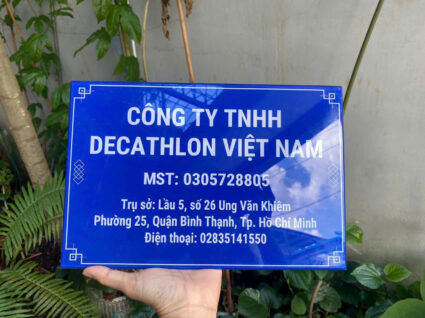 CÔNG TY TNHH
DECATHLON VIỆT NAM
MST: 0305728805
Trụ sở: Lầu 5, số 26 Ung Văn Khiêm
Phường 25, Quận Bình Thạnh, Tp. Hồ Chí Minh
Điện thoại: 02835141550